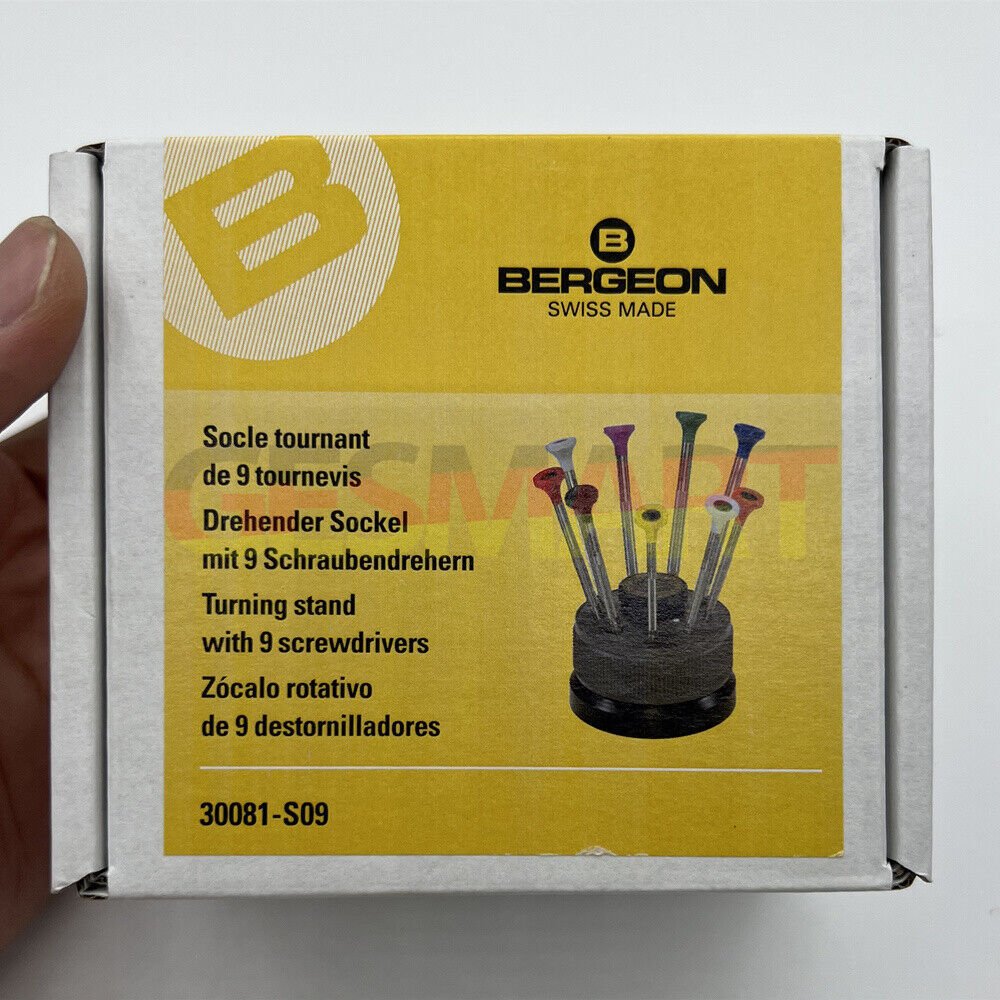 B
B
BERGEON
SWISS MADE
Socle tournant
de 9 tournevis
Drehender Sockel
mit 9 Schraubendrehern
Turning stand
with 9 screwdrivers
Zócalo rotativo
de 9 destornilladores
30081-S09
GESMART